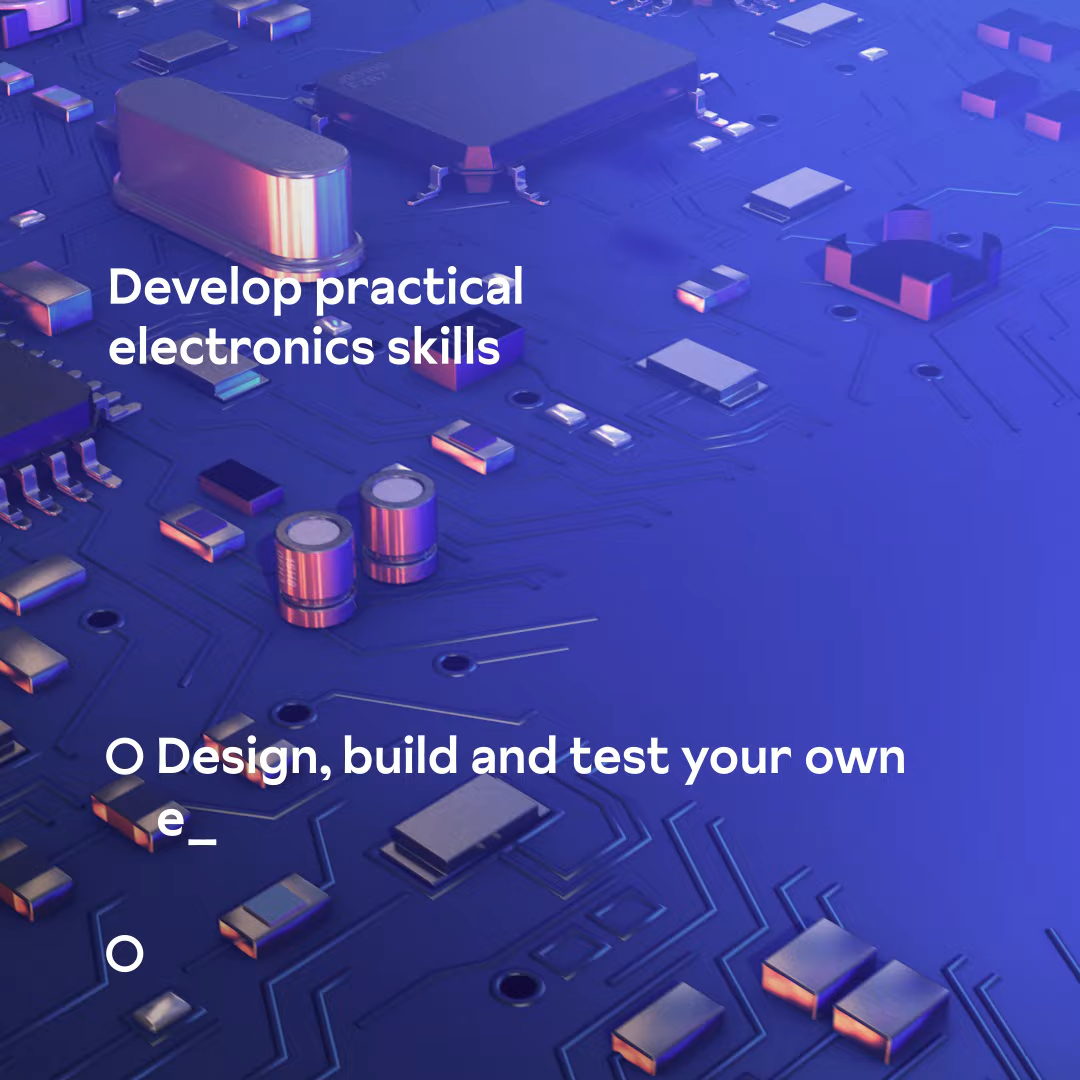 Develop practical
electronics skills
Design, build and test your own
e_